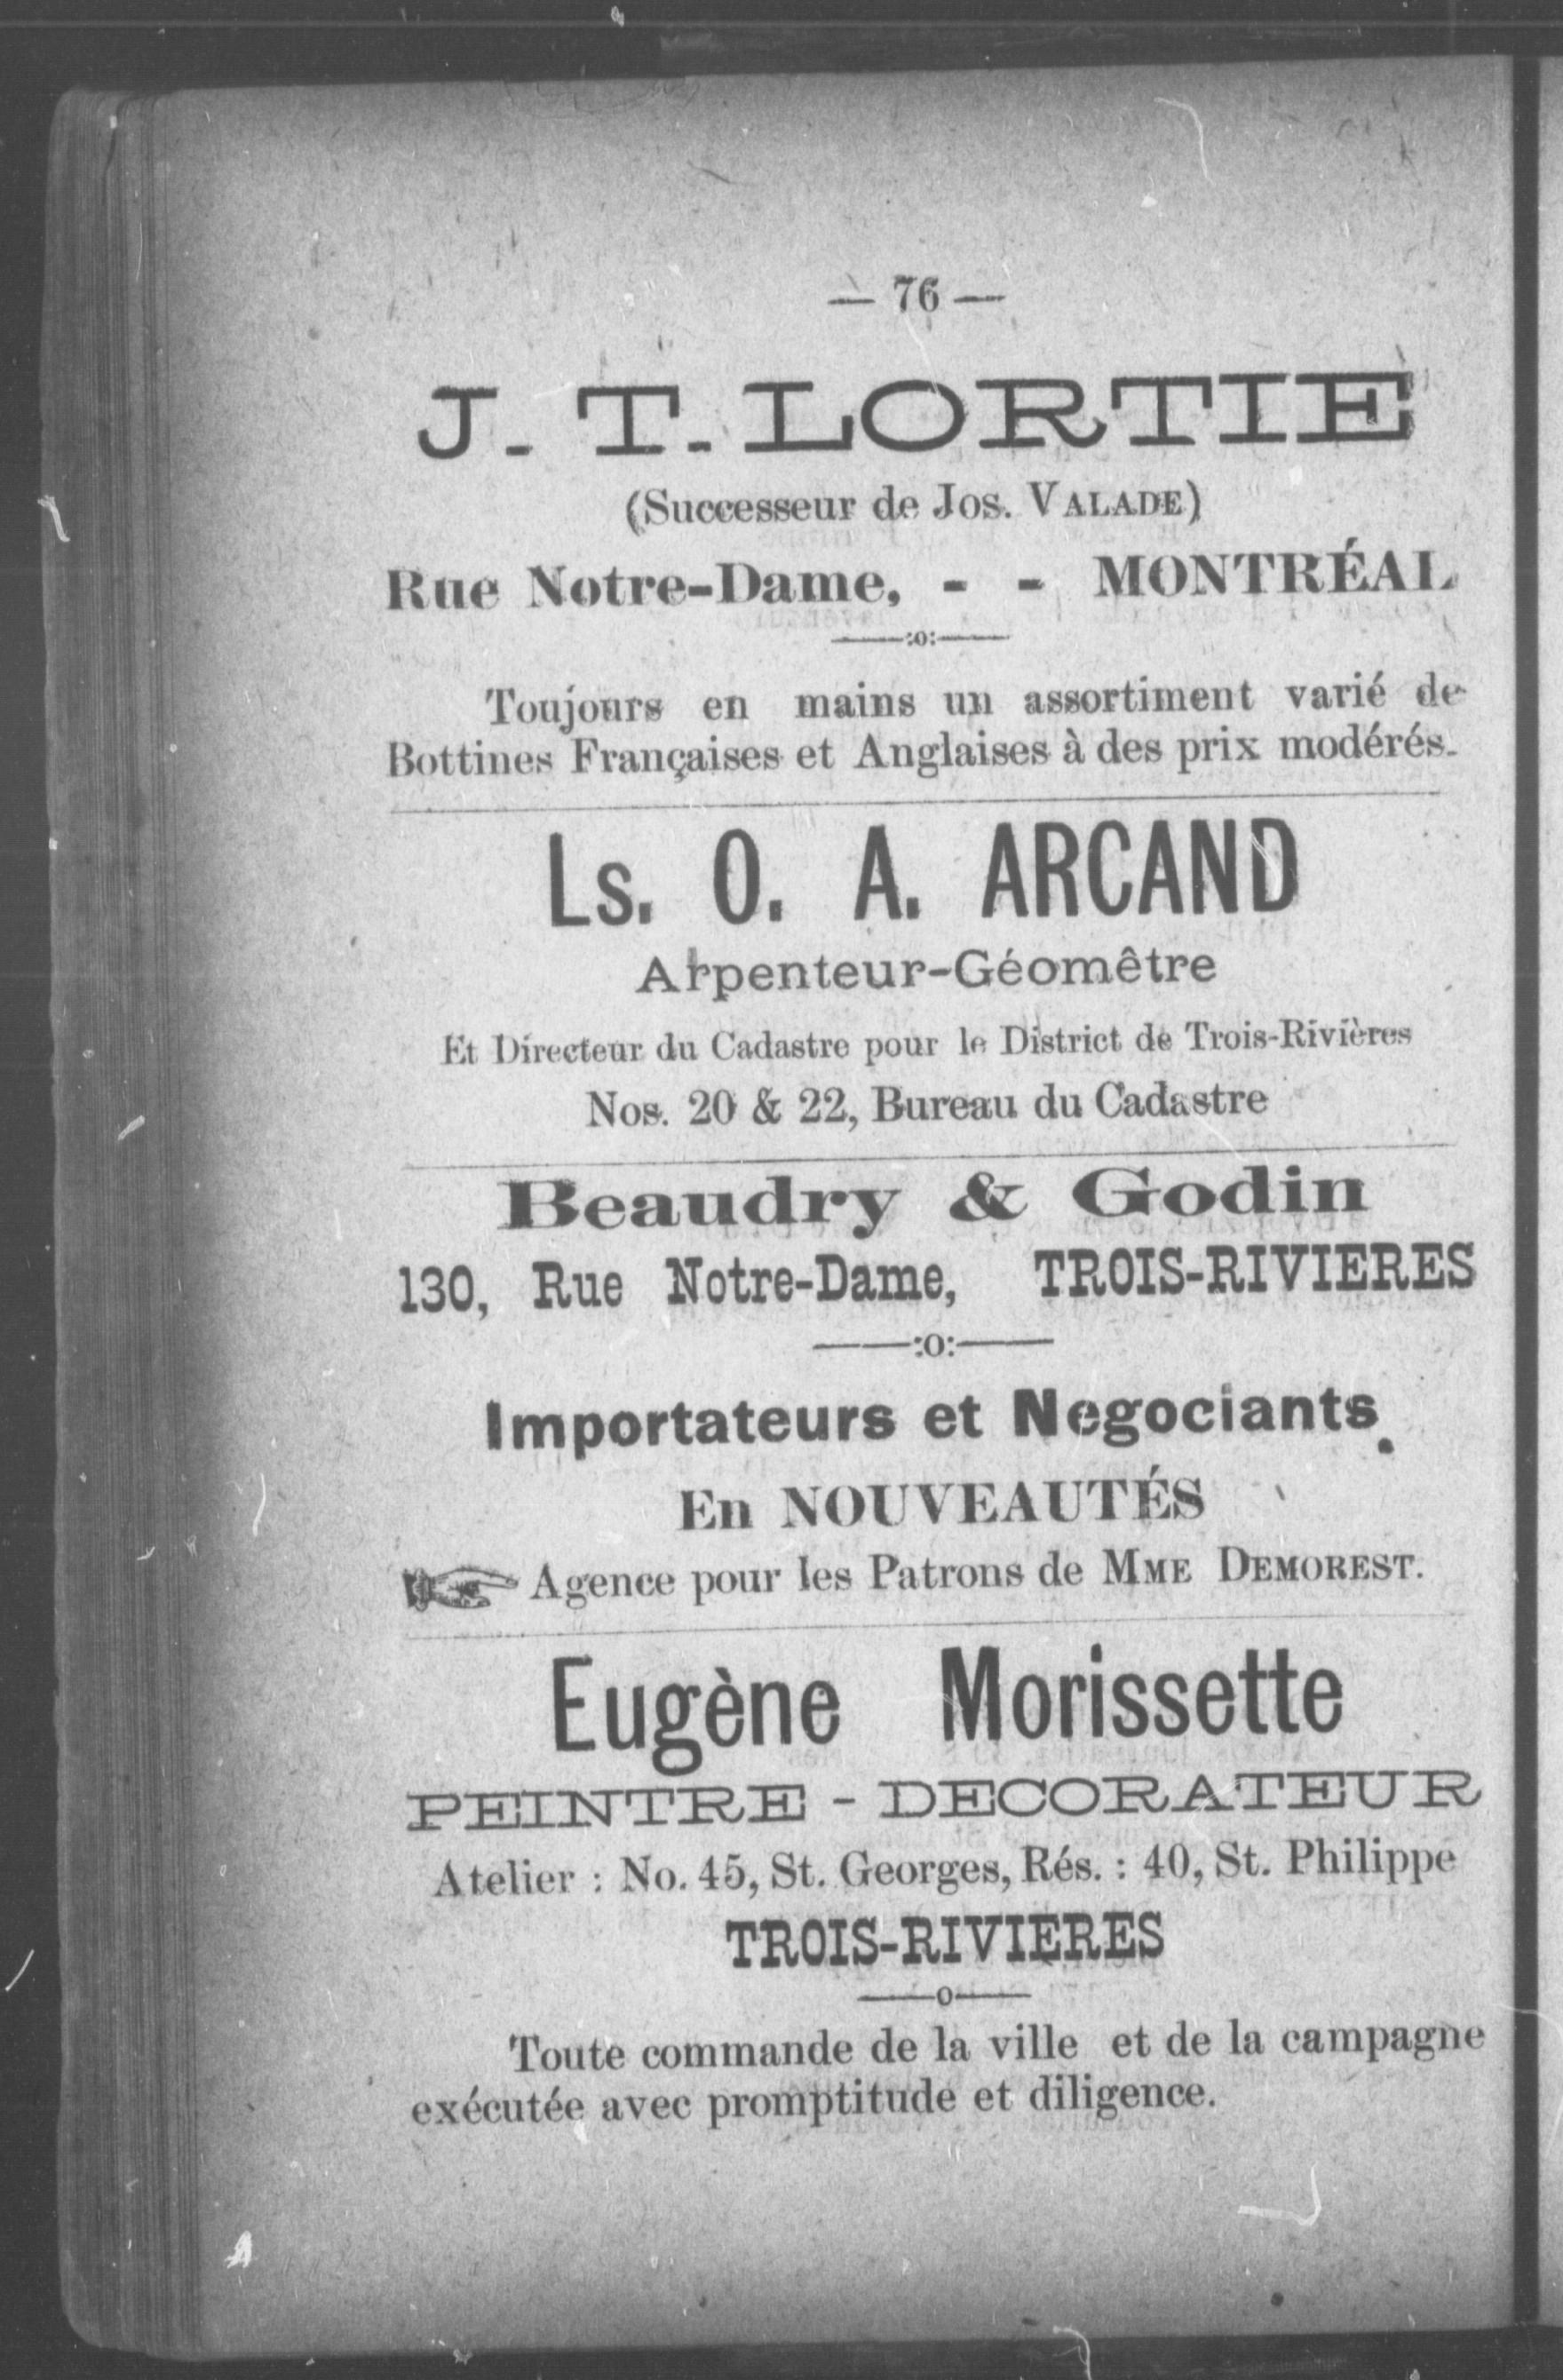 — 76 —
J. T. LORTIE
(Successeur de Jos. VALADE)
Rue Notre-Dame, - - MONTRÉAL
——:o:——
Toujours en mains un assortiment varié de
Bottines Françaises et Anglaises à des prix modérés.
Ls. O. A. ARCAND
Arpenteur-Géomêtre
Et Directeur du Cadastre pour le District de Trois-Rivières
Nos. 20 & 22, Bureau du Cadastre
Beaudry & Godin
130, Rue Notre-Dame, TROIS-RIVIERES
——:o:——
Importateurs et Negociants
En NOUVEAUTÉS
☞ Agence pour les Patrons de MME DEMOREST.
Eugène Morissette
PEINTRE - DECORATEUR
Atelier : No. 45, St. Georges, Rés. : 40, St. Philippe
TROIS-RIVIERES
——o——
Toute commande de la ville et de la campagne
exécutée avec promptitude et diligence.